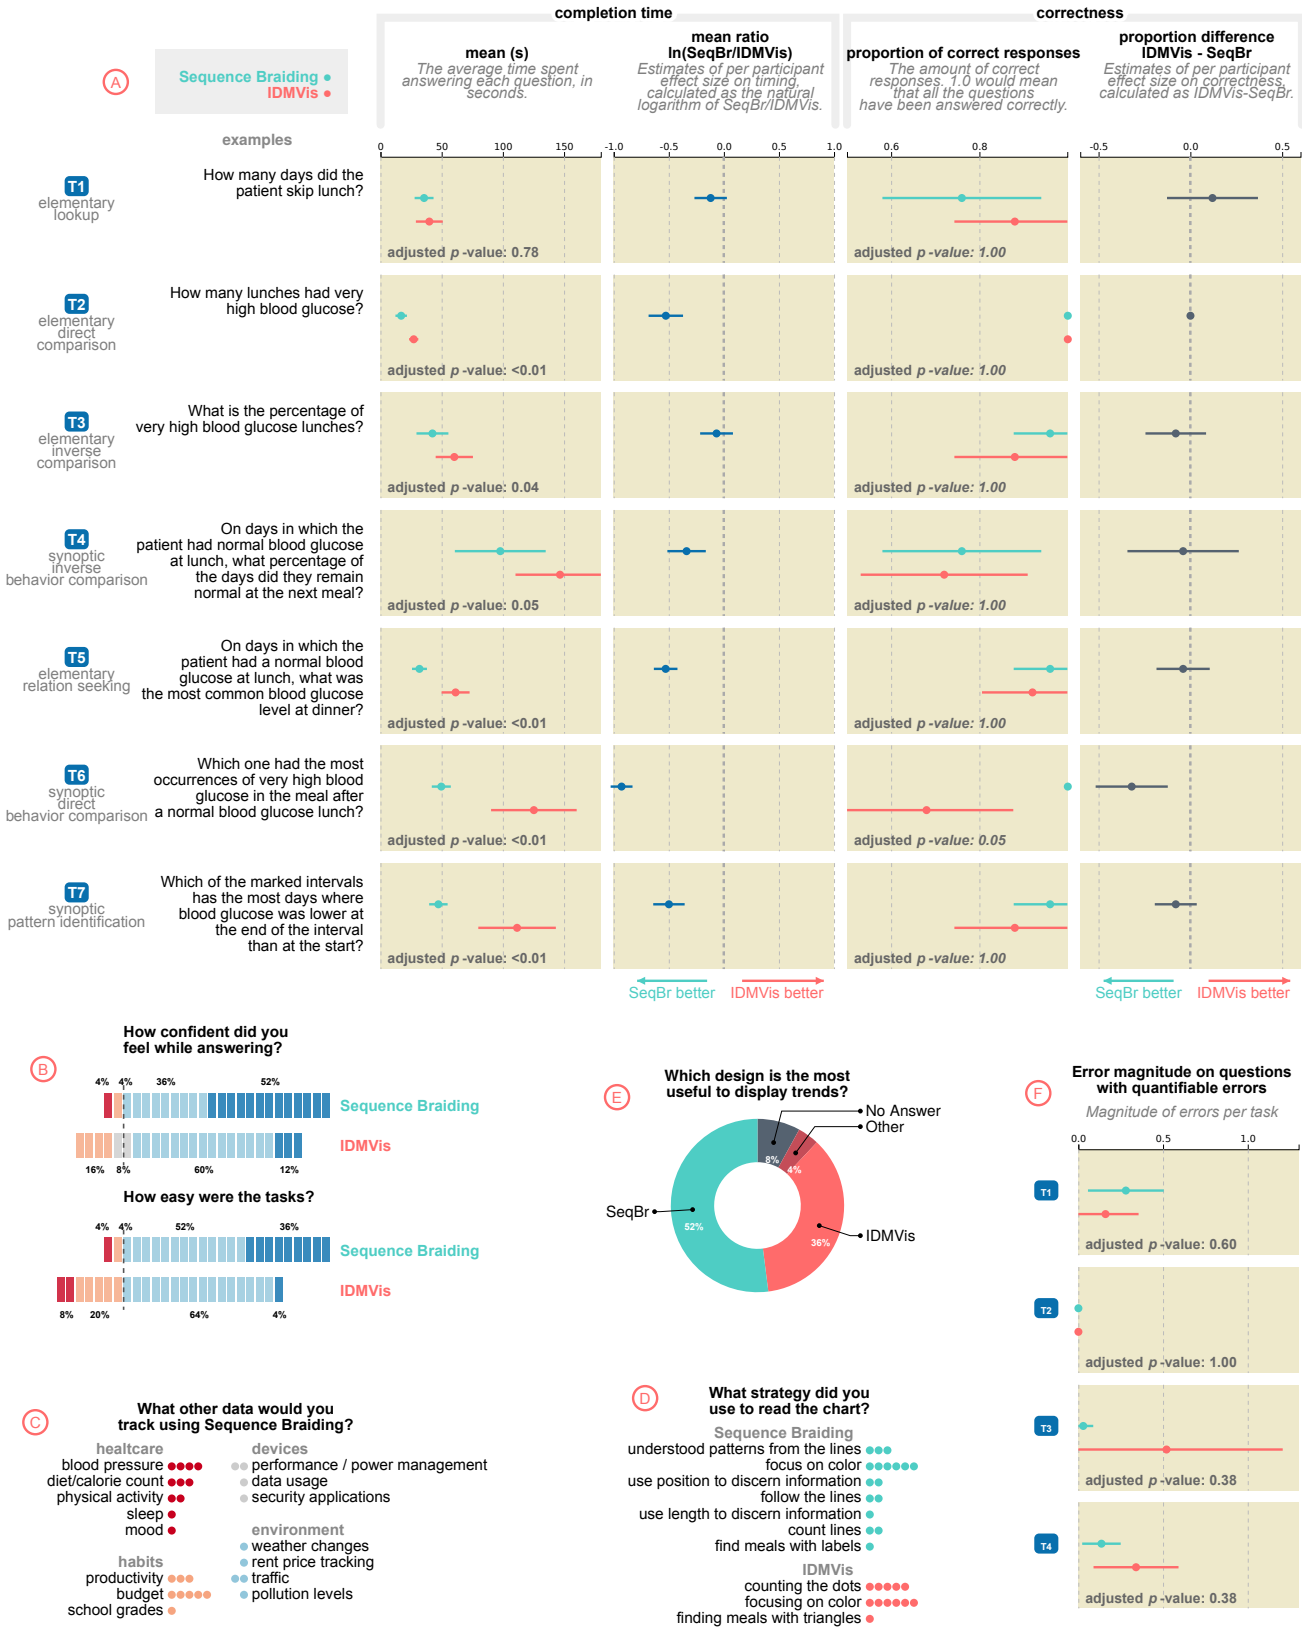 completion time
correctness
A
Sequence Braiding
IDMVis
mean (s)
The average time spent
answering each question, in
seconds.
mean ratio
ln(SeqBr/IDMVis)
Estimates of per participant
effect size on timing,
calculated as the natural
logarithm of SeqBr/IDMVis.
proportion of correct responses
The amount of correct
responses. 1.0 would mean
that all the questions
have been answered correctly.
proportion difference
IDMVis - SeqBr
Estimates of per participant
effect size on correctness,
calculated as IDMVis-SeqBr.
examples
0 50 100 150
-1.0 -0.5 0.0 0.5 1.0
0.6 0.8
-0.5 0.0 0.5
T1
elementary
lookup
How many days did the
patient skip lunch?
adjusted p -value: 0.78
adjusted p -value: 1.00
T2
elementary
direct
comparison
How many lunches had very
high blood glucose?
adjusted p -value: <0.01
adjusted p -value: 1.00
T3
elementary
inverse
comparison
What is the percentage of
very high blood glucose lunches?
adjusted p -value: 0.04
adjusted p -value: 1.00
T4
synoptic
inverse
behavior comparison
On days in which the
patient had normal blood glucose
at lunch, what percentage of
the days did they remain
normal at the next meal?
adjusted p -value: 0.05
adjusted p -value: 1.00
T5
elementary
relation seeking
On days in which the
patient had a normal blood
glucose at lunch, what was
the most common blood glucose
level at dinner?
adjusted p -value: <0.01
adjusted p -value: 1.00
T6
synoptic
direct
behavior comparison
Which one had the most
occurrences of very high blood
glucose in the meal after
a normal blood glucose lunch?
adjusted p -value: <0.01
adjusted p -value: 0.05
T7
synoptic
pattern identification
Which of the marked intervals
has the most days where
blood glucose was lower at
the end of the interval
than at the start?
adjusted p -value: <0.01
adjusted p -value: 1.00
SeqBr better IDMVis better
SeqBr better IDMVis better
B
How confident did you
feel while answering?
4% 4% 36% 52%
Sequence Braiding
IDMVis
16% 8% 60% 12%
How easy were the tasks?
4% 4% 52% 36%
Sequence Braiding
IDMVis
8% 20% 64% 4%
E
Which design is the most
useful to display trends?
No Answer
Other
8%
4%
SeqBr
52%
IDMVis
36%
F
Error magnitude on questions
with quantifiable errors
Magnitude of errors per task
0.0 0.5 1.0
T1
adjusted p -value: 0.60
T2
adjusted p -value: 1.00
T3
adjusted p -value: 0.38
T4
adjusted p -value: 0.38
C
What other data would you
track using Sequence Braiding?
healtcare
blood pressure
diet/calorie count
physical activity
sleep
mood
habits
productivity
budget
school grades
devices
performance / power management
data usage
security applications
environment
weather changes
rent price tracking
traffic
pollution levels
D
What strategy did you
use to read the chart?
Sequence Braiding
understood patterns from the lines
focus on color
use position to discern information
follow the lines
use length to discern information
count lines
find meals with labels
IDMVis
counting the dots
focusing on color
finding meals with triangles